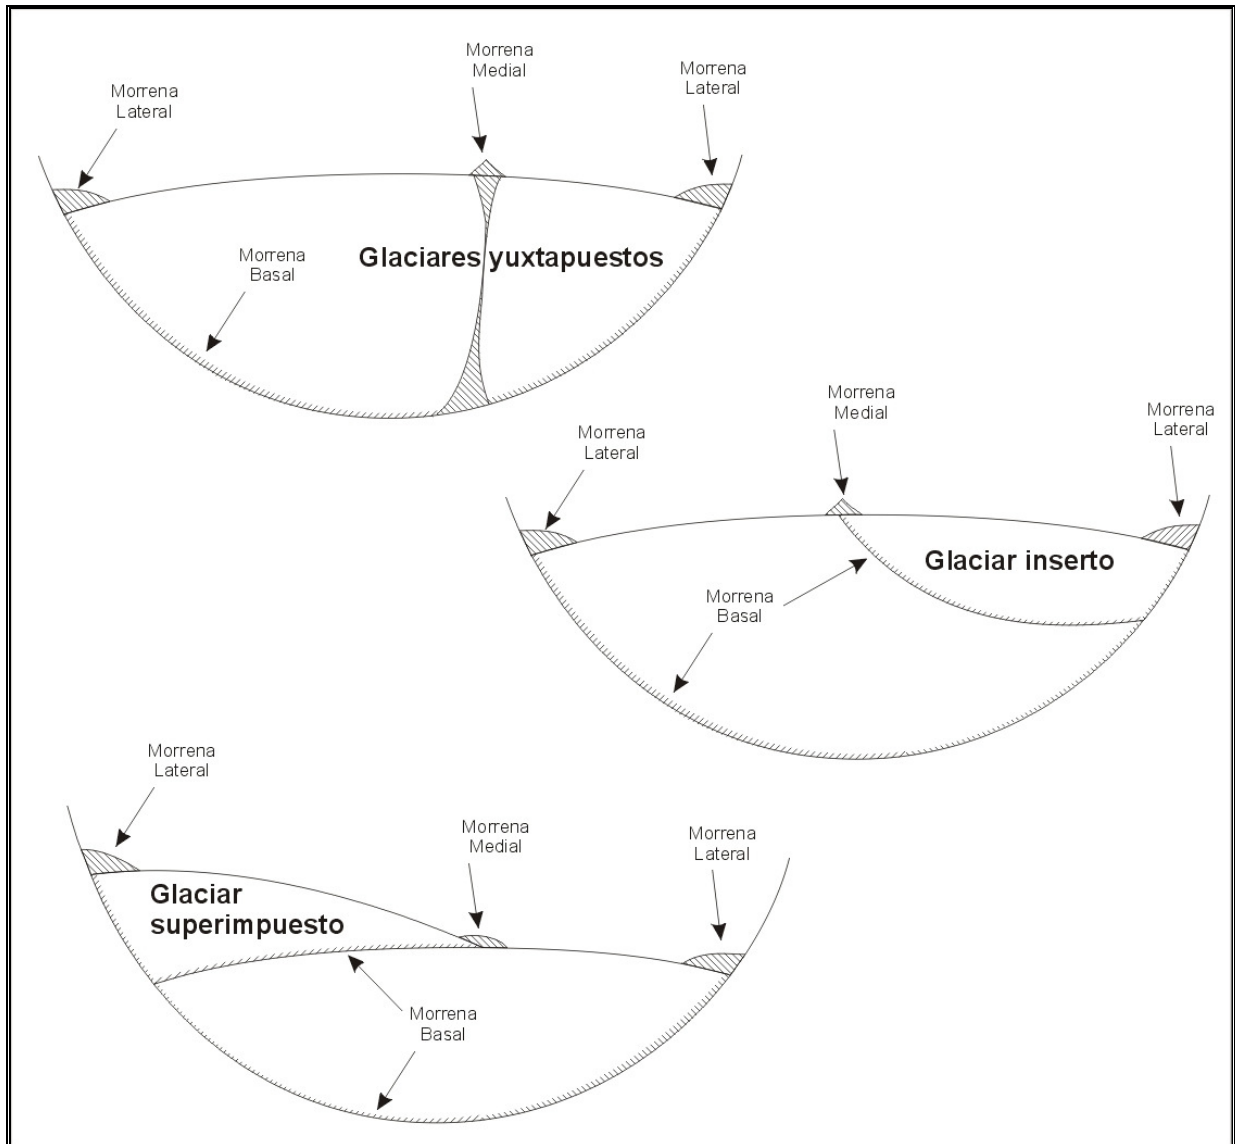 Morrena
Medial
Morrena
Lateral
Morrena
Lateral
Morrena
Basal
Glaciares yuxtapuestos
Morrena
Medial
Morrena
Lateral
Morrena
Lateral
Glaciar inserto
Morrena
Basal
Morrena
Lateral
Morrena
Medial
Morrena
Lateral
Glaciar
superimpuesto
Morrena
Basal